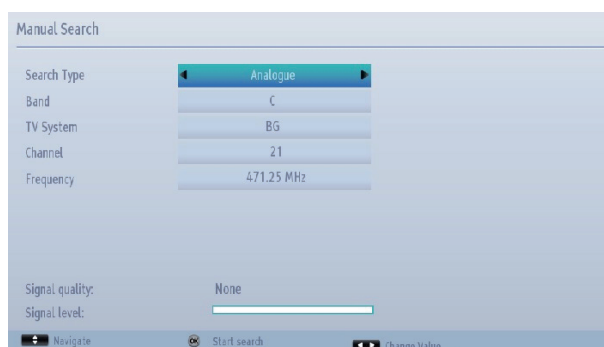 Manual Search
Search Type Analogue
Band C
TV System BG
Channel 21
Frequency 471.25 MHz
Signal quality: None
Signal level:
Navigate OK Start search Change Value